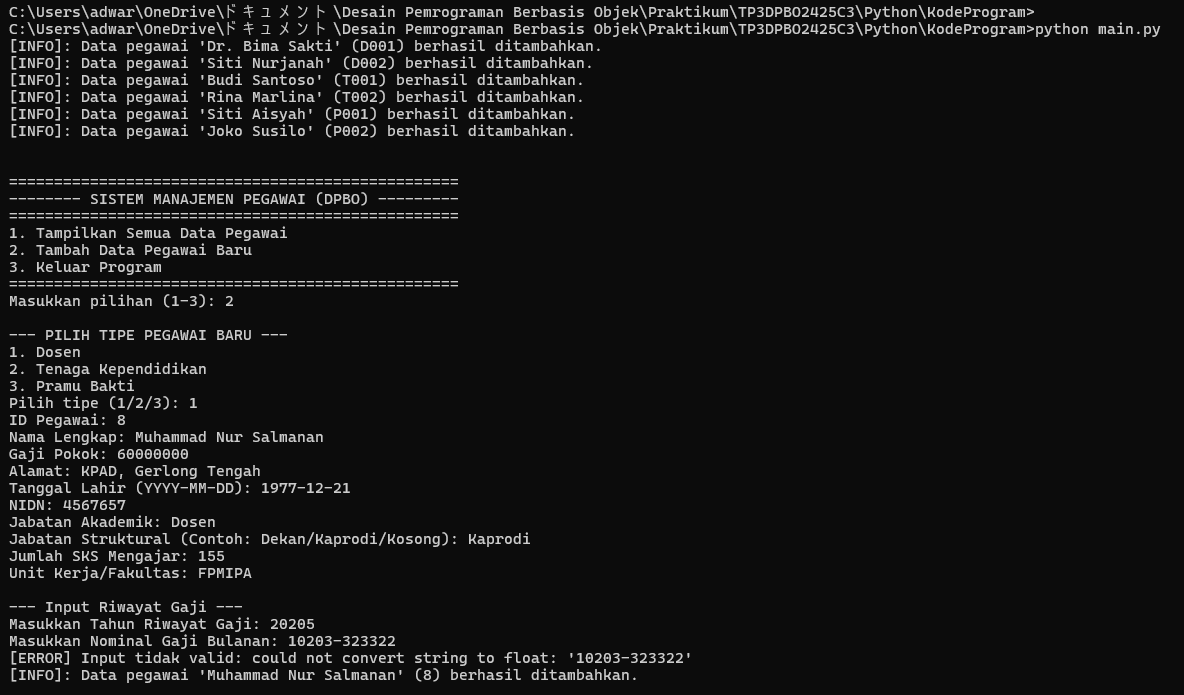 C:\Users\adwar\OneDrive\ドキュメント\Desain Pemrograman Berbasis Objek\Praktikum\TP3DPBO2425C3\Python\KodeProgram>
C:\Users\adwar\OneDrive\ドキュメント\Desain Pemrograman Berbasis Objek\Praktikum\TP3DPBO2425C3\Python\KodeProgram>python main.py
[INFO]: Data pegawai 'Dr. Bima Sakti' (D001) berhasil ditambahkan.
[INFO]: Data pegawai 'Siti Nurjanah' (D002) berhasil ditambahkan.
[INFO]: Data pegawai 'Budi Santoso' (T001) berhasil ditambahkan.
[INFO]: Data pegawai 'Rina Marlina' (T002) berhasil ditambahkan.
[INFO]: Data pegawai 'Siti Aisyah' (P001) berhasil ditambahkan.
[INFO]: Data pegawai 'Joko Susilo' (P002) berhasil ditambahkan.
==================================================
-------- SISTEM MANAJEMEN PEGAWAI (DPBO) ---------
==================================================
1. Tampilkan Semua Data Pegawai
2. Tambah Data Pegawai Baru
3. Keluar Program
==================================================
Masukkan pilihan (1-3): 2
--- PILIH TIPE PEGAWAI BARU ---
1. Dosen
2. Tenaga Kependidikan
3. Pramu Bakti
Pilih tipe (1/2/3): 1
ID Pegawai: 8
Nama Lengkap: Muhammad Nur Salmanan
Gaji Pokok: 60000000
Alamat: KPAD, Gerlong Tengah
Tanggal Lahir (YYYY-MM-DD): 1977-12-21
NIDN: 4567657
Jabatan Akademik: Dosen
Jabatan Struktural (Contoh: Dekan/Kaprodi/Kosong): Kaprodi
Jumlah SKS Mengajar: 155
Unit Kerja/Fakultas: FPMIPA
--- Input Riwayat Gaji ---
Masukkan Tahun Riwayat Gaji: 20205
Masukkan Nominal Gaji Bulanan: 10203-323322
[ERROR] Input tidak valid: could not convert string to float: '10203-323322'
[INFO]: Data pegawai 'Muhammad Nur Salmanan' (8) berhasil ditambahkan.